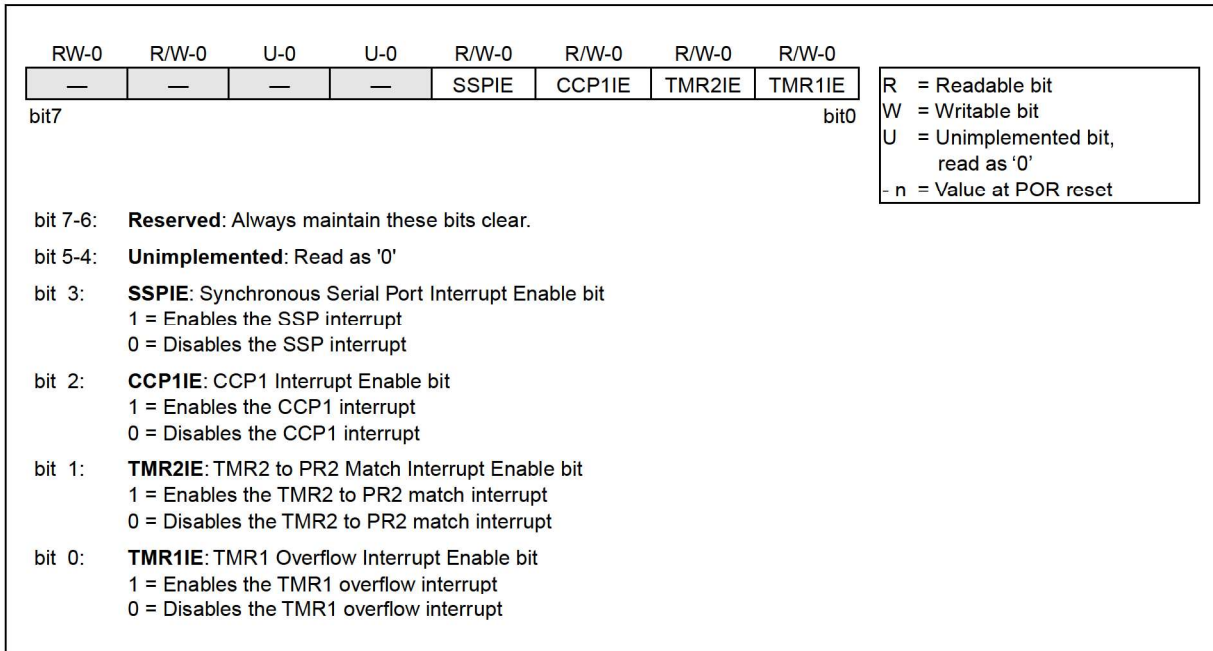 RW-0 R/W-0 U-0 U-0 R/W-0 R/W-0 R/W-0 R/W-0
— — — — SSPIE CCP1IE TMR2IE TMR1IE
bit7 bit0
R = Readable bit
W = Writable bit
U = Unimplemented bit,
read as ‘0’
- n = Value at POR reset
bit 7-6: Reserved: Always maintain these bits clear.
bit 5-4: Unimplemented: Read as '0'
bit 3: SSPIE: Synchronous Serial Port Interrupt Enable bit
1 = Enables the SSP interrupt
0 = Disables the SSP interrupt
bit 2: CCP1IE: CCP1 Interrupt Enable bit
1 = Enables the CCP1 interrupt
0 = Disables the CCP1 interrupt
bit 1: TMR2IE: TMR2 to PR2 Match Interrupt Enable bit
1 = Enables the TMR2 to PR2 match interrupt
0 = Disables the TMR2 to PR2 match interrupt
bit 0: TMR1IE: TMR1 Overflow Interrupt Enable bit
1 = Enables the TMR1 overflow interrupt
0 = Disables the TMR1 overflow interrupt